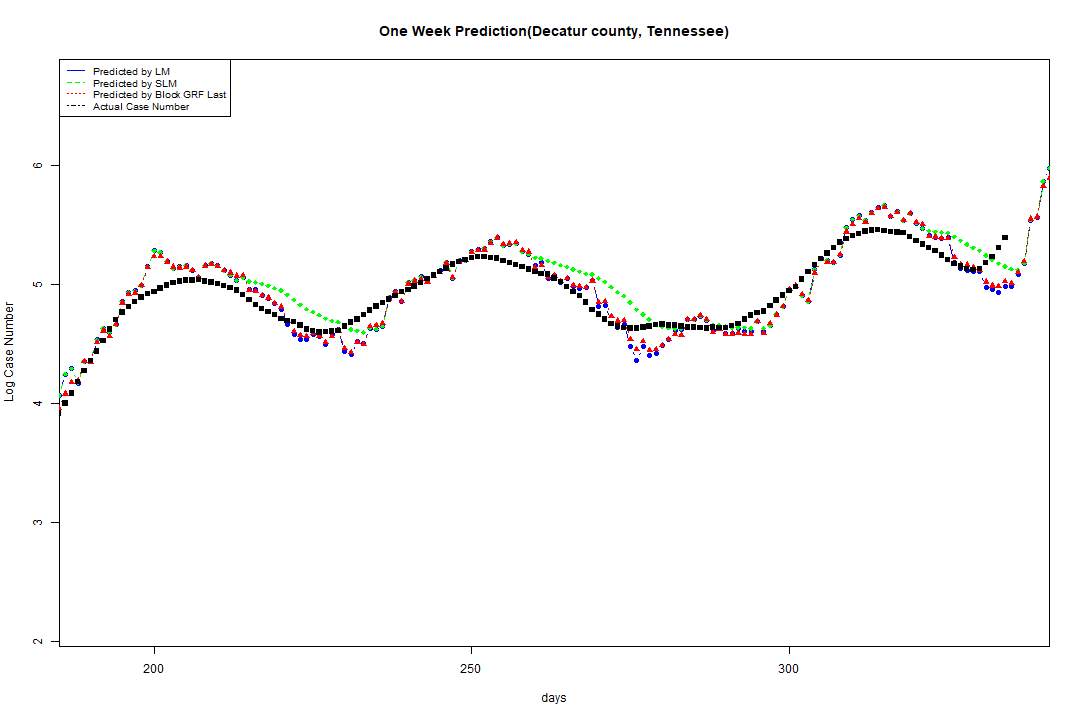 One Week Prediction(Decatur county, Tennessee)
Predicted by LM
Predicted by SLM
Predicted by Block GRF Last
Actual Case Number
Log Case Number
6
5
4
3
2
200 250 300
days